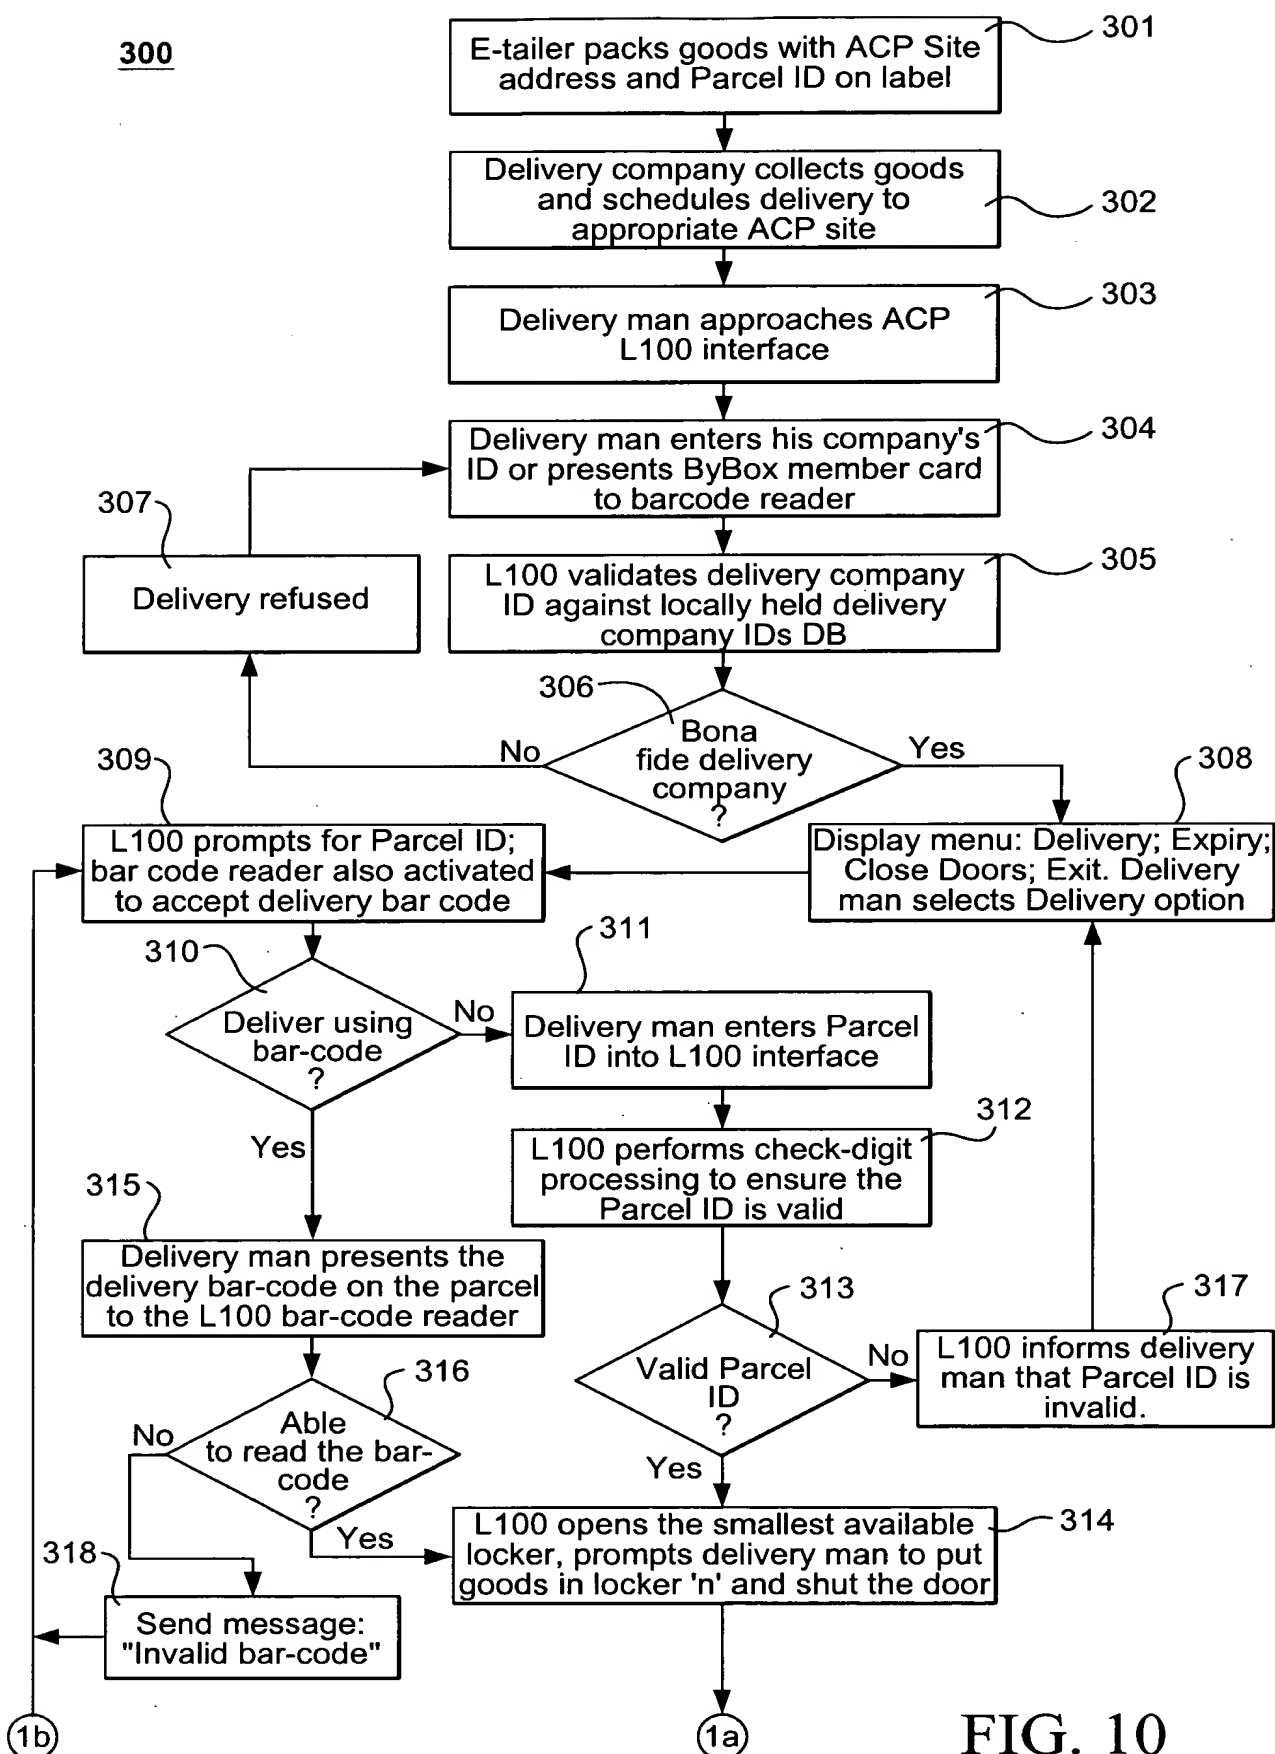 300
301
E-tailer packs goods with ACP Site
address and Parcel ID on label
Delivery company collects goods
and schedules delivery to
appropriate ACP site
302
303
Delivery man approaches ACP
L100 interface
304
Delivery man enters his company's
ID or presents ByBox member card
to barcode reader
307
Delivery refused
305
L100 validates delivery company
ID against locally held delivery
company IDs DB
306
Bona
fide delivery
company
?
No
Yes
308
Display menu: Delivery; Expiry;
Close Doors; Exit. Delivery
man selects Delivery option
309
L100 prompts for Parcel ID;
bar code reader also activated
to accept delivery bar code
310
Deliver using
bar-code
?
No
Yes
311
Delivery man enters Parcel
ID into L100 interface
312
L100 performs check-digit
processing to ensure the
Parcel ID is valid
315
Delivery man presents the
delivery bar-code on the parcel
to the L100 bar-code reader
313
Valid Parcel
ID
?
No
Yes
317
L100 informs delivery
man that Parcel ID is
invalid.
316
Able
to read the bar-
code
?
No
Yes
314
L100 opens the smallest available
locker, prompts delivery man to put
goods in locker 'n' and shut the door
318
Send message:
"Invalid bar-code"
1b
1a
FIG. 10